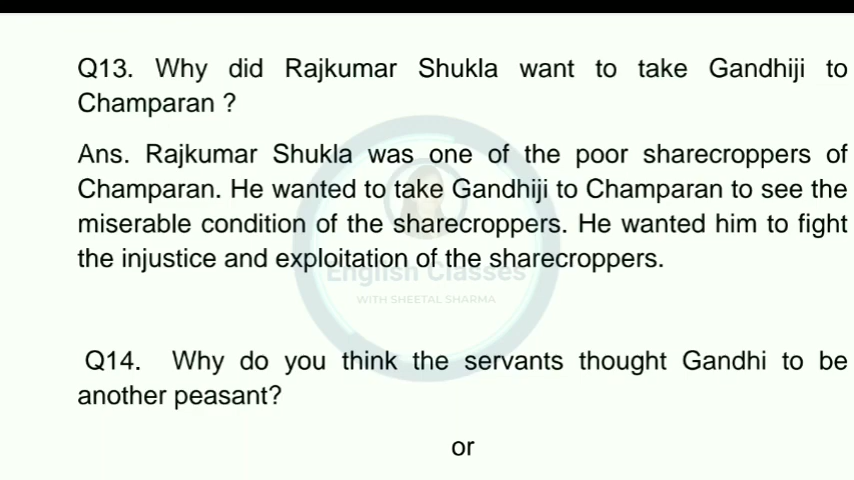 Q13. Why did Rajkumar Shukla want to take Gandhiji to
Champaran ?
Ans. Rajkumar Shukla was one of the poor sharecroppers of
Champaran. He wanted to take Gandhiji to Champaran to see the
miserable condition of the sharecroppers. He wanted him to fight
the injustice and exploitation of the sharecroppers.
English Classes
WITH SHEETAL SHARMA
Q14. Why do you think the servants thought Gandhi to be
another peasant?
or